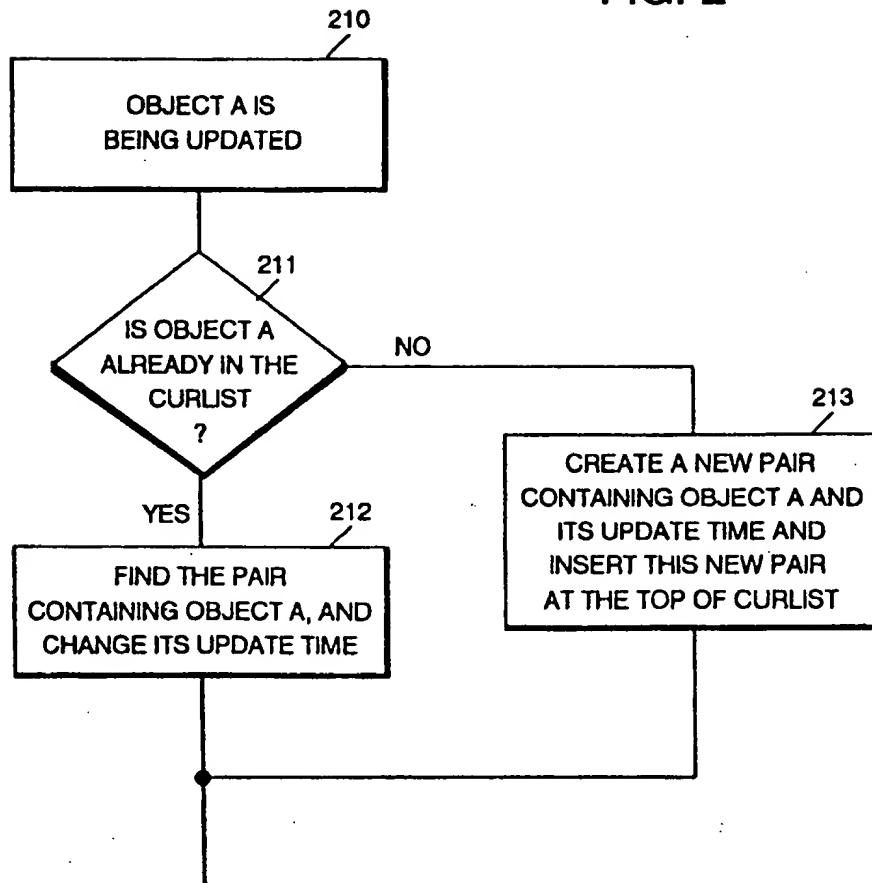 210
OBJECT A IS
BEING UPDATED
211
IS OBJECT A
ALREADY IN THE
CURLIST
?
NO
YES
212
FIND THE PAIR
CONTAINING OBJECT A, AND
CHANGE ITS UPDATE TIME
213
CREATE A NEW PAIR
CONTAINING OBJECT A AND
ITS UPDATE TIME AND
INSERT THIS NEW PAIR
AT THE TOP OF CURLIST